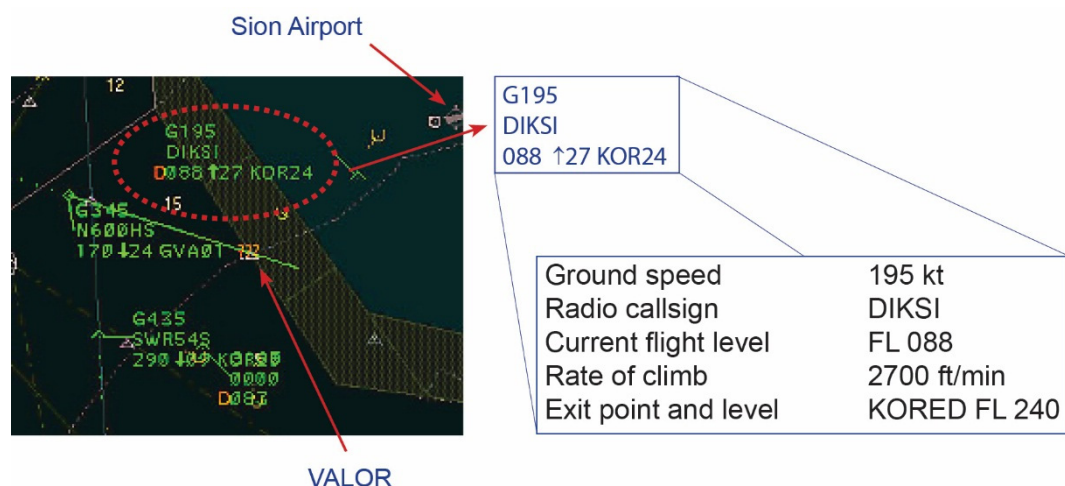 Sion Airport
12
G195
DIKSI
D088 ↑27 KOR24
15
G345
N600HS
170 ↓24 GVA01
G435
SWR54S
0000
VALOR
G195
DIKSI
088 ↑27 KOR24
Ground speed 195 kt
Radio callsign DIKSI
Current flight level FL 088
Rate of climb 2700 ft/min
Exit point and level KORED FL 240